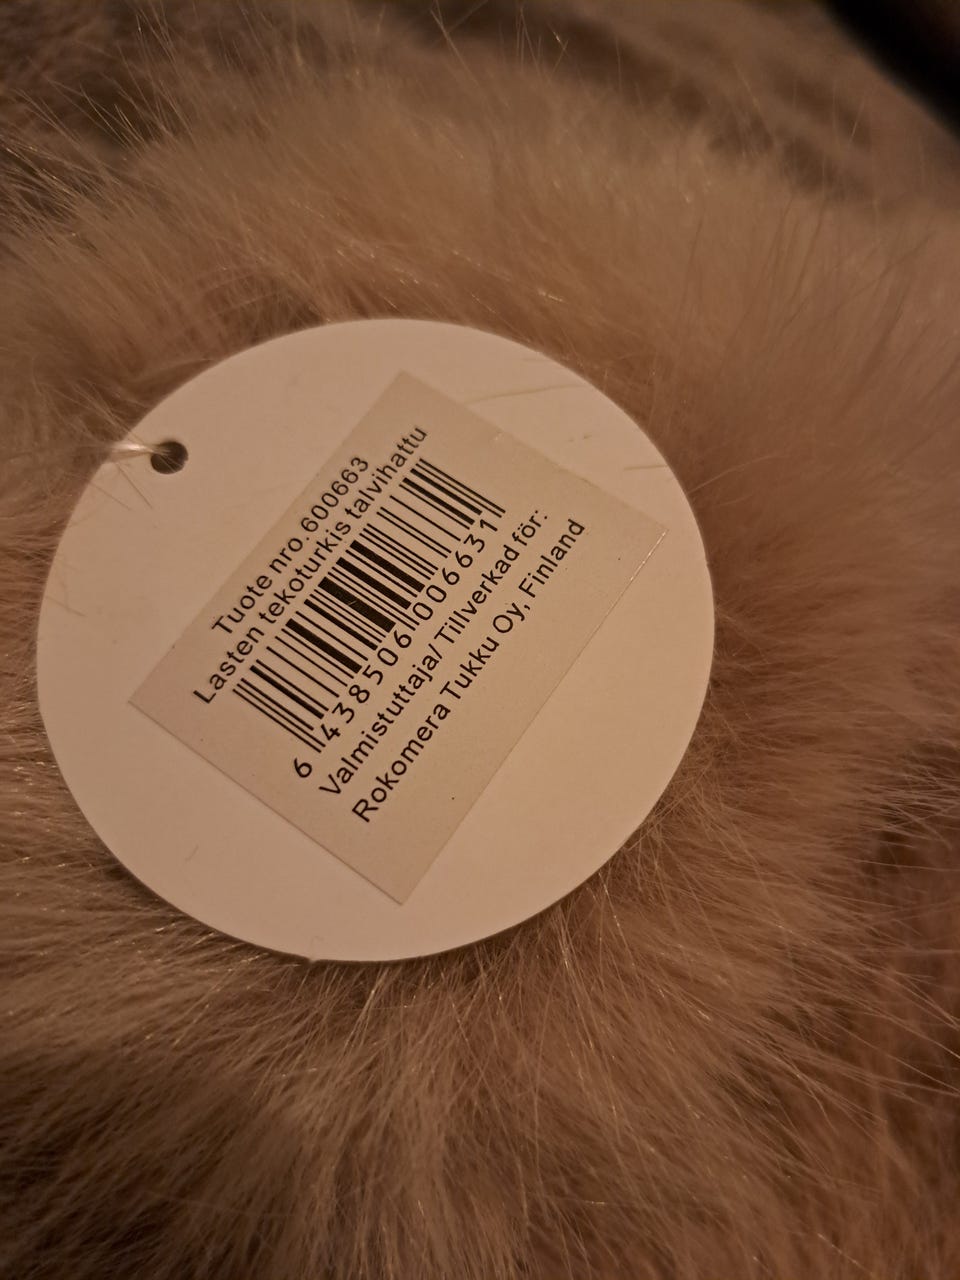 Tuote nro.600663
Lasten tekoturkis talvihattu
6 438506 006631
Valmistuttaja/ Tillverkad för:
Rokomera Tukku Oy, Finland